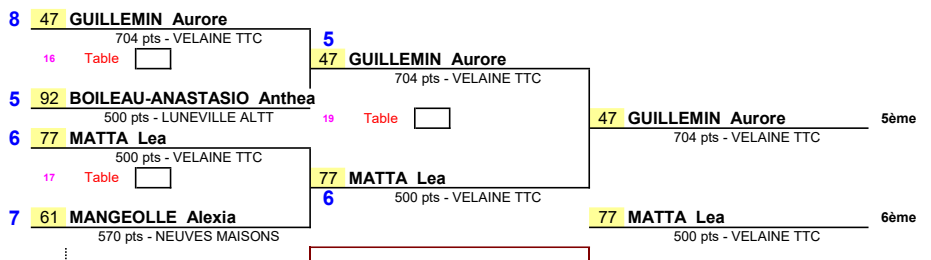 8 47 GUILLEMIN Aurore
704 pts - VELAINE TTC
5
16 Table
47 GUILLEMIN Aurore
704 pts - VELAINE TTC
5 92 BOILEAU-ANASTASIO Anthea
500 pts - LUNEVILLE ALTT
19 Table
47 GUILLEMIN Aurore 5ème
704 pts - VELAINE TTC
6 77 MATTA Lea
500 pts - VELAINE TTC
17 Table
77 MATTA Lea
6 500 pts - VELAINE TTC
7 61 MANGEOLLE Alexia
570 pts - NEUVES MAISONS
77 MATTA Lea 6ème
500 pts - VELAINE TTC